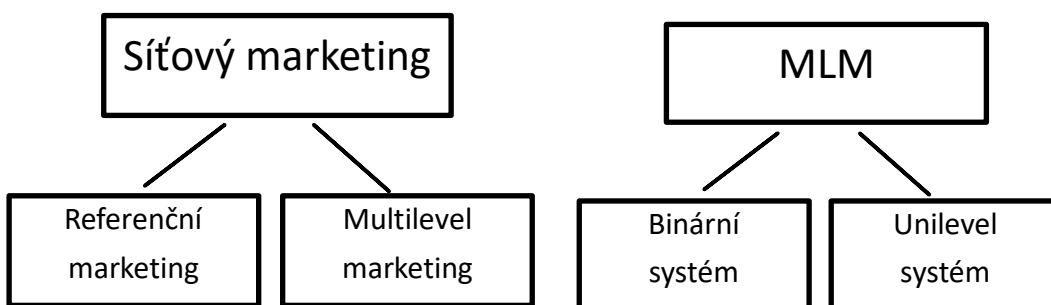 Síťový marketing
MLM
Referenční
marketing
Multilevel
marketing
Binární
systém
Unilevel
systém